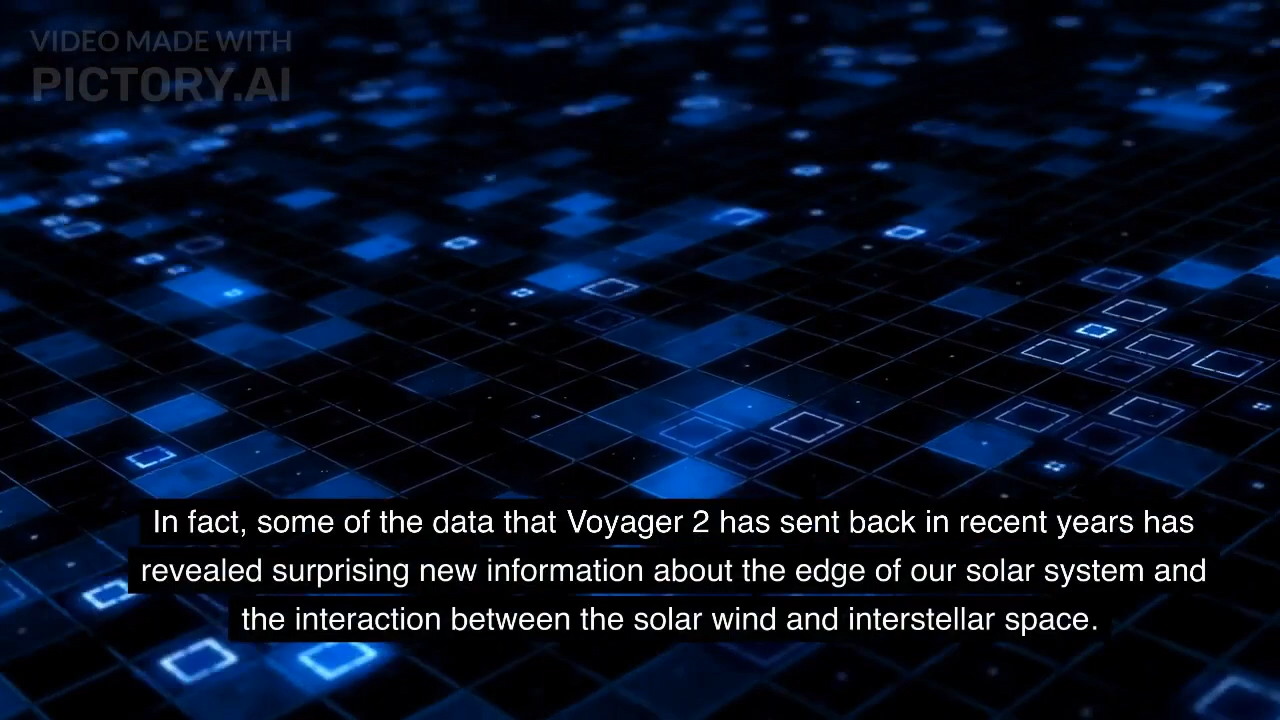 VIDEO MADE WITH
PICTORY.AI
In fact, some of the data that Voyager 2 has sent back in recent years has
revealed surprising new information about the edge of our solar system and
the interaction between the solar wind and interstellar space.